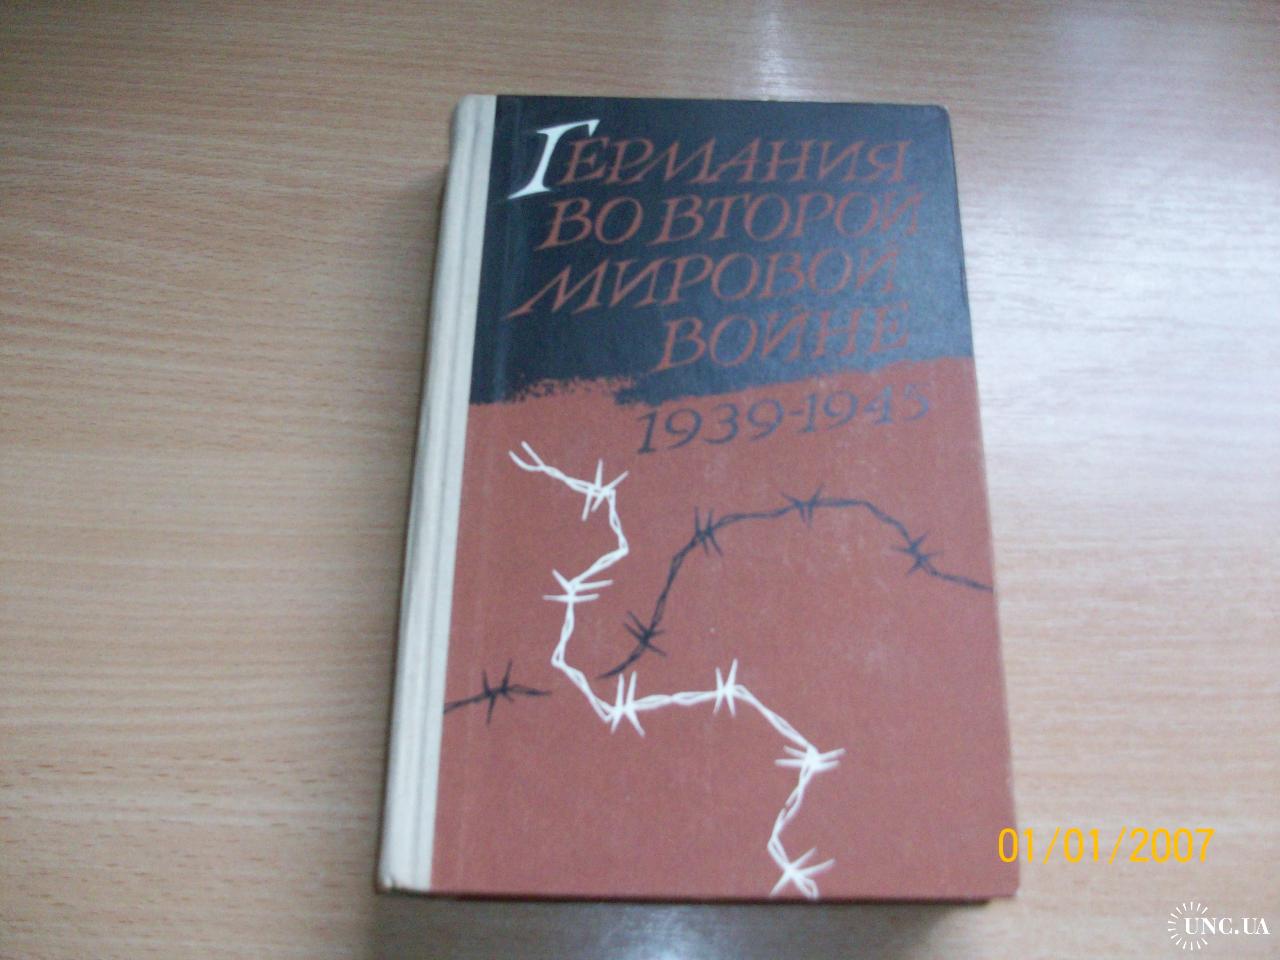 ГЕРМАНИЯ
ВО ВТОРОЙ
МИРОВОЙ
ВОЙНЕ
1939-1945
01/01/2007
UNC.UA